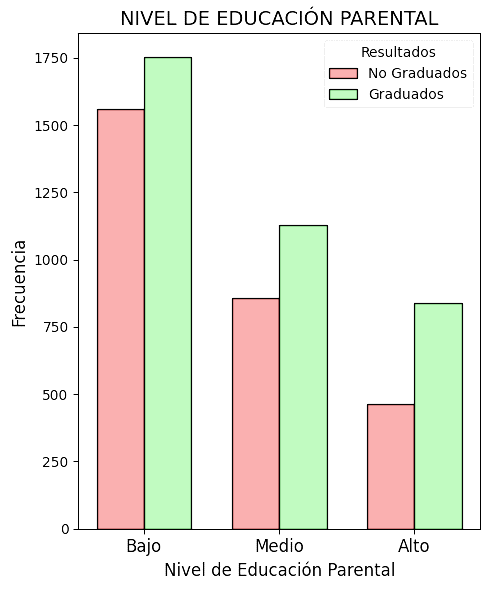 NIVEL DE EDUCACIÓN PARENTAL
Resultados
No Graduados
Graduados
Frecuencia
1750
1500
1250
1000
750
500
250
0
Bajo Medio Alto
Nivel de Educación Parental